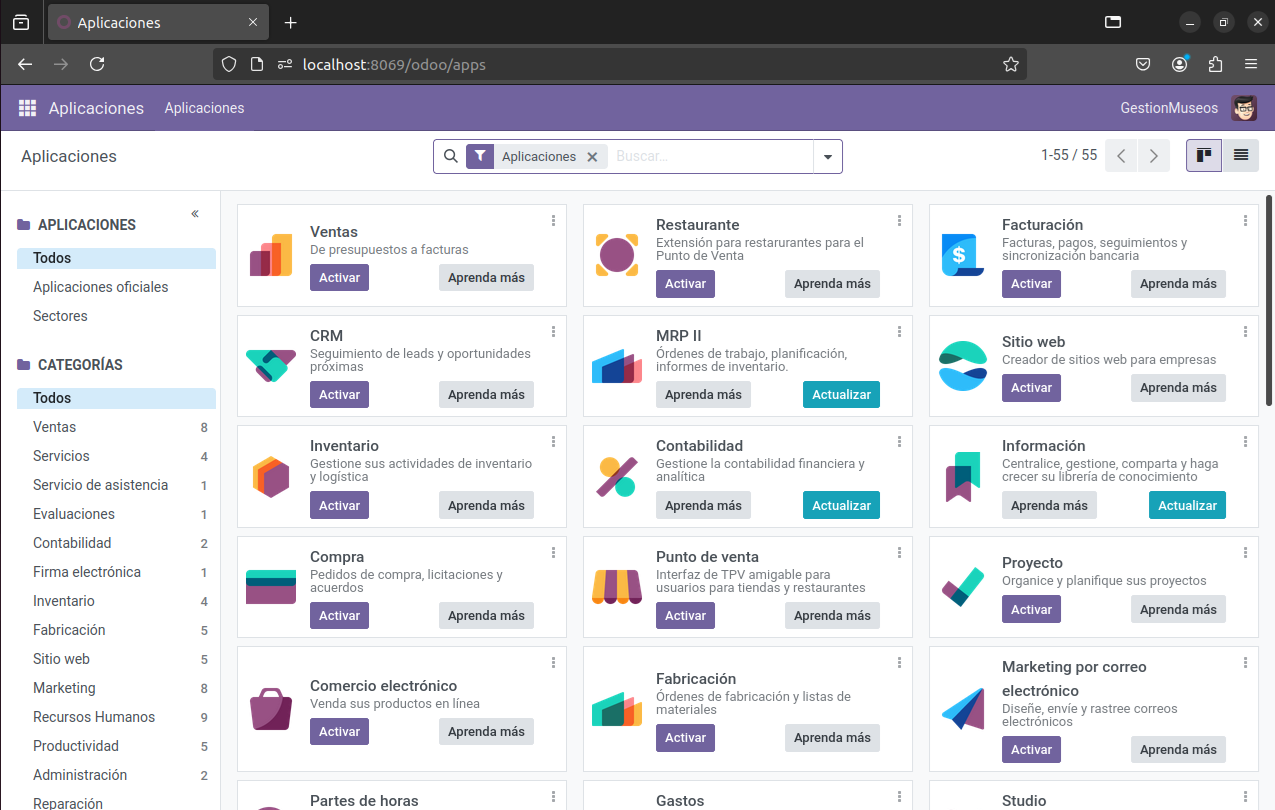 Aplicaciones
localhost:8069/odoo/apps
Aplicaciones
Aplicaciones
GestionMuseos
Aplicaciones
Aplicaciones
Buscar...
1-55 / 55
APLICACIONES
Todos
Aplicaciones oficiales
Sectores
CATEGORÍAS
Todos
Ventas 8
Servicios 4
Servicio de asistencia 1
Evaluaciones 1
Contabilidad 2
Firma electrónica 1
Inventario 4
Fabricación 5
Sitio web 5
Marketing 8
Recursos Humanos 9
Productividad 5
Administración 2
Reparación
Ventas
De presupuestos a facturas
Activar Aprenda más
Restaurante
Extensión para restarurantes para el
Punto de Venta
Activar Aprenda más
Facturación
Facturas, pagos, seguimientos y
sincronización bancaria
Activar Aprenda más
CRM
Seguimiento de leads y oportunidades
próximas
Activar Aprenda más
MRP II
Órdenes de trabajo, planificación,
informes de inventario.
Aprenda más Actualizar
Sitio web
Creador de sitios web para empresas
Activar Aprenda más
Inventario
Gestione sus actividades de inventario
y logística
Activar Aprenda más
Contabilidad
Gestione la contabilidad financiera y
analítica
Aprenda más Actualizar
Información
Centralice, gestione, comparta y haga
crecer su librería de conocimiento
Aprenda más Actualizar
Compra
Pedidos de compra, licitaciones y
acuerdos
Activar Aprenda más
Punto de venta
Interfaz de TPV amigable para
usuarios para tiendas y restaurantes
Activar Aprenda más
Proyecto
Organice y planifique sus proyectos
Activar Aprenda más
Comercio electrónico
Venda sus productos en línea
Activar Aprenda más
Fabricación
Órdenes de fabricación y listas de
materiales
Activar Aprenda más
Marketing por correo
electrónico
Diseñe, envíe y rastree correos
electrónicos
Activar Aprenda más
Partes de horas
Gastos
Studio